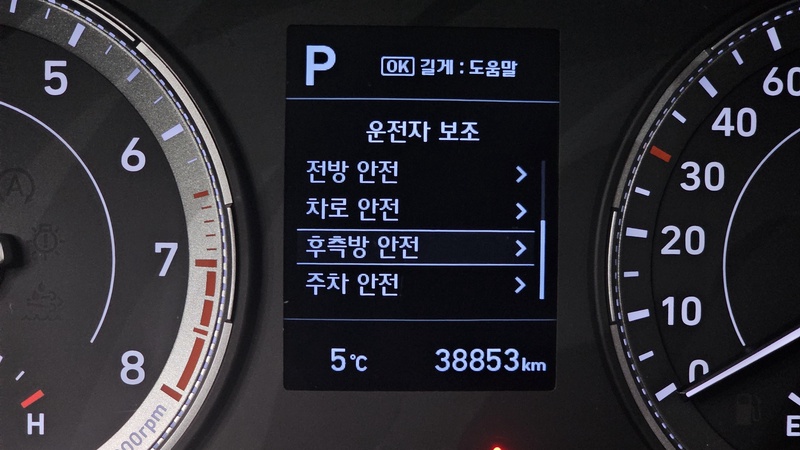 P
OK 길게 : 도움말
운전자 보조
전방 안전 >
차로 안전 >
후측방 안전 >
주차 안전 >
5℃ 38853km
5
6
7
8
H
00rpm
60
40
30
20
10
0
E
A